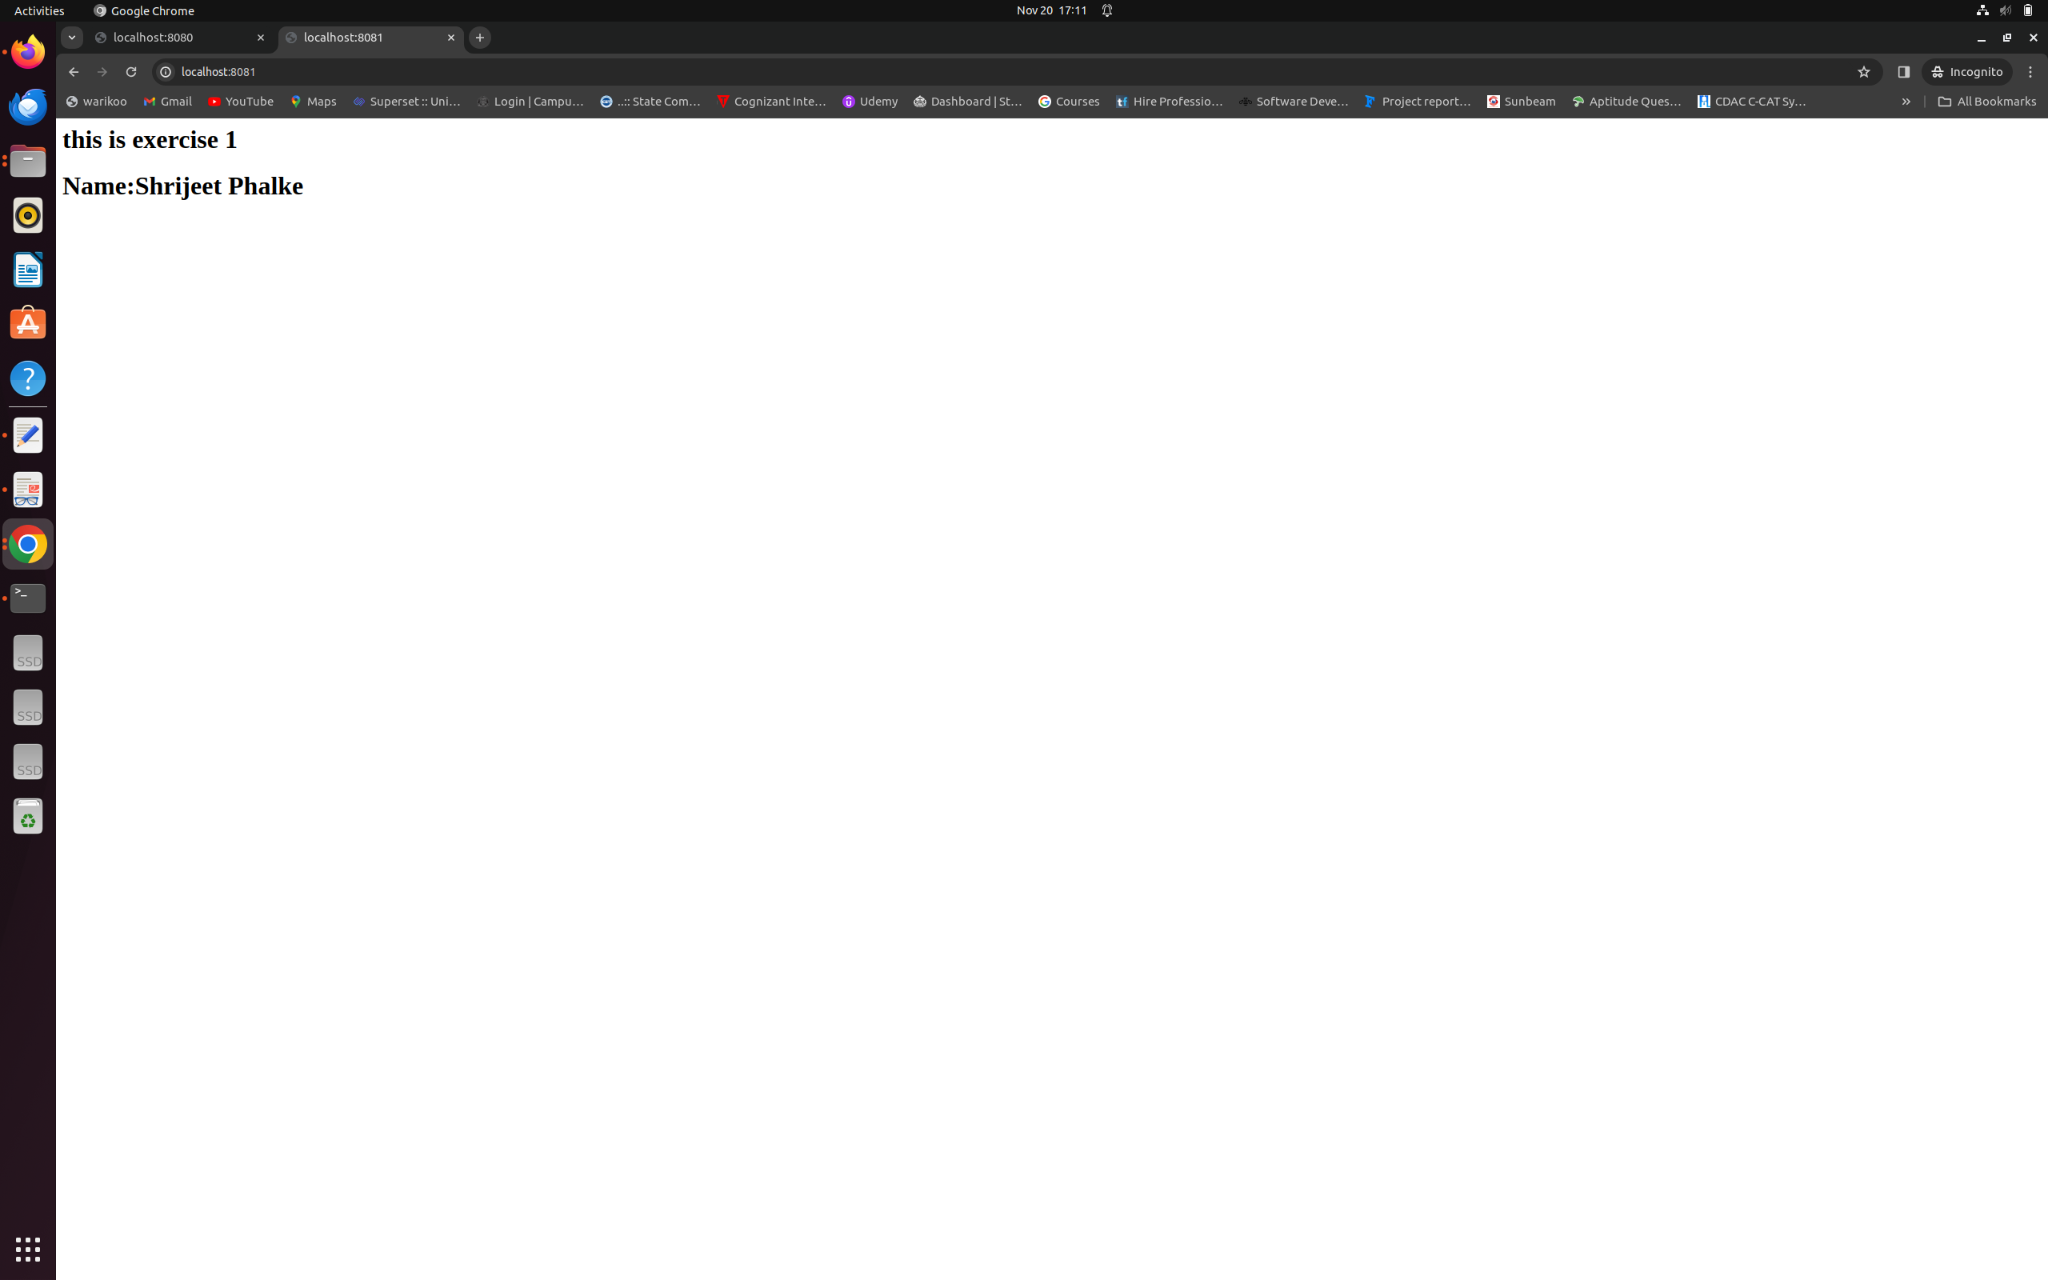 Activities
Google Chrome
Nov 20 17:11
localhost:8080
localhost:8081
localhost:8081
Incognito
warikoo
Gmail
YouTube
Maps
Superset :: Uni...
Login | Campu...
..:: State Com...
Cognizant Inte...
Udemy
Dashboard | St...
Courses
Hire Professio...
Software Deve...
Project report...
Sunbeam
Aptitude Ques...
CDAC C-CAT Sy...
All Bookmarks
this is exercise 1
Name:Shrijeet Phalke
SSD
SSD
SSD